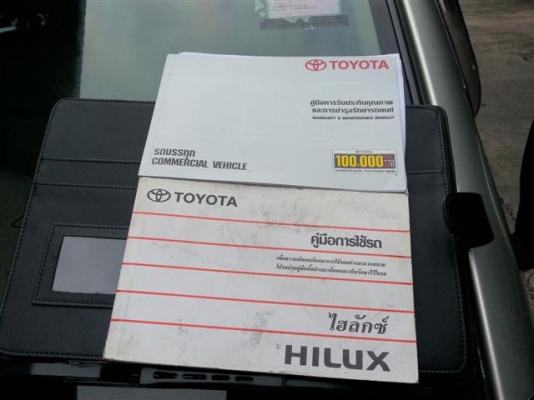 TOYOTA
คู่มือการรับประกันคุณภาพ
และการบำรุงรักษารถยนต์
WARRANTY & MAINTENANCE BOOKLET
รถบรรทุก
COMMERCIAL VEHICLE
100,000
TOYOTA
คู่มือการใช้รถ
ไฮลักซ์
HILUX